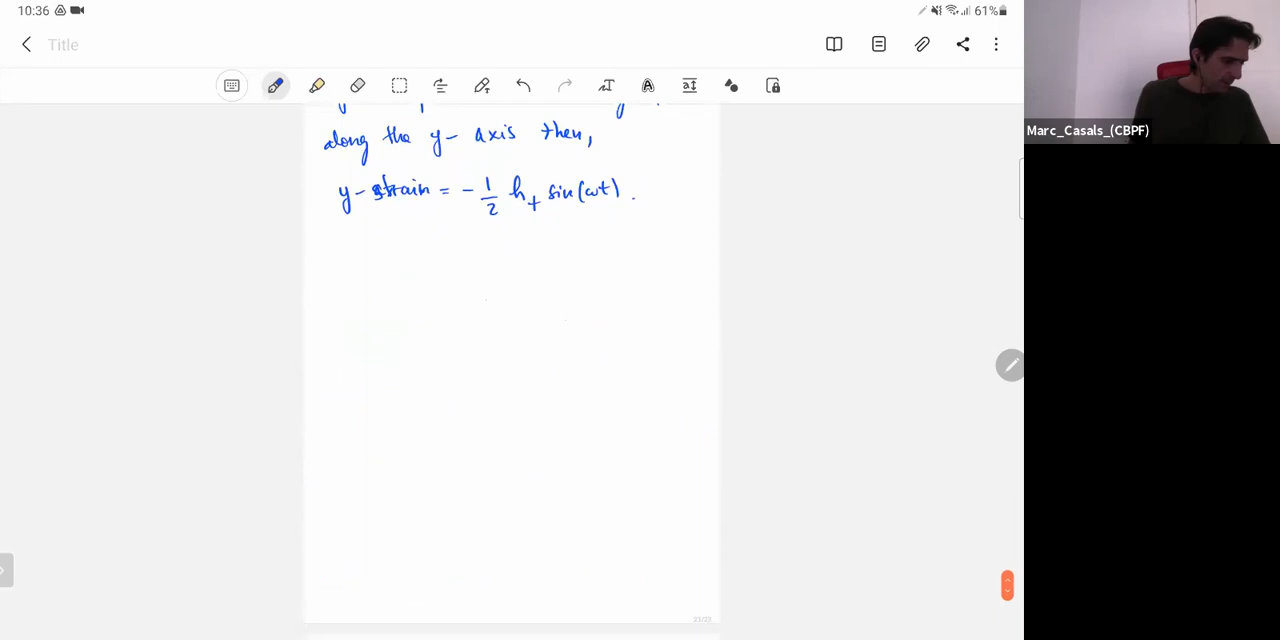 10:36
61%
Title
along the y- axis then,
y-strain = - 1/2 h+ sin(ωt).
Marc_Casals_(CBPF)